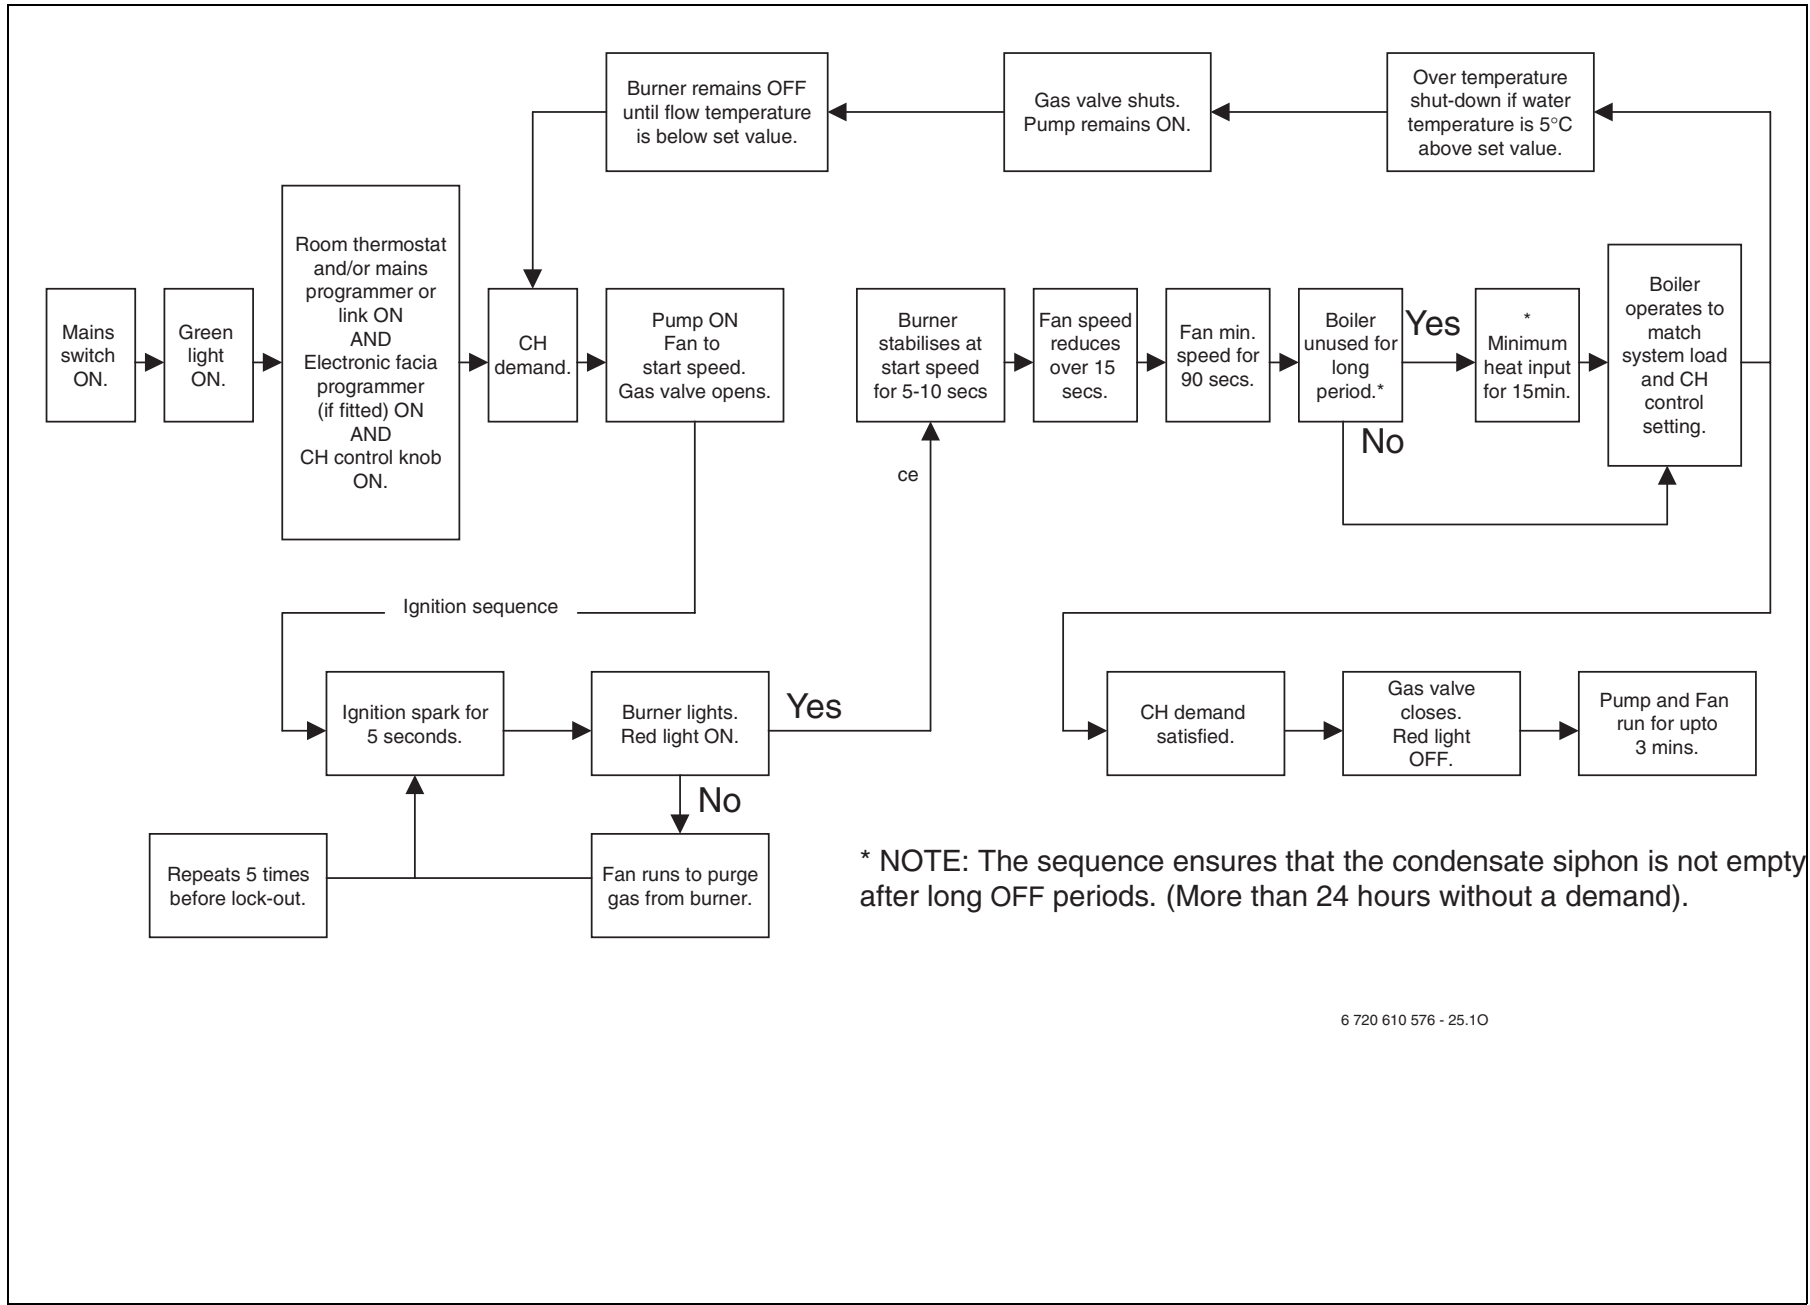 Burner remains OFF
until flow temperature
is below set value.
Gas valve shuts.
Pump remains ON.
Over temperature
shut-down if water
temperature is 5°C
above set value.
Mains
switch
ON.
Green
light
ON.
Room thermostat
and/or mains
programmer or
link ON
AND
Electronic facia
programmer
(if fitted) ON
AND
CH control knob
ON.
CH
demand.
Pump ON
Fan to
start speed.
Gas valve opens.
Burner
stabilises at
start speed
for 5-10 secs
Fan speed
reduces
over 15
secs.
Fan min.
speed for
90 secs.
Boiler
unused for
long
period.*
Yes
No
*
Minimum
heat input
for 15min.
Boiler
operates to
match
system load
and CH
control
setting.
ce
Ignition sequence
Ignition spark for
5 seconds.
Burner lights.
Red light ON.
Yes
No
Repeats 5 times
before lock-out.
Fan runs to purge
gas from burner.
CH demand
satisfied.
Gas valve
closes.
Red light
OFF.
Pump and Fan
run for upto
3 mins.
* NOTE: The sequence ensures that the condensate siphon is not empty
after long OFF periods. (More than 24 hours without a demand).
6 720 610 576 - 25.1O